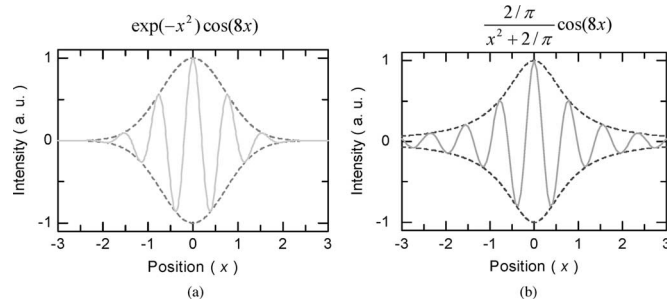 exp(−x²)cos(8x)
Intensity ( a. u. )
1
0
-1
-3
-2
-1
0
1
2
3
Position ( x )
(a)
2/π
x² + 2/π
cos(8x)
Intensity ( a. u. )
1
0
-1
-3
-2
-1
0
1
2
3
Position ( x )
(b)